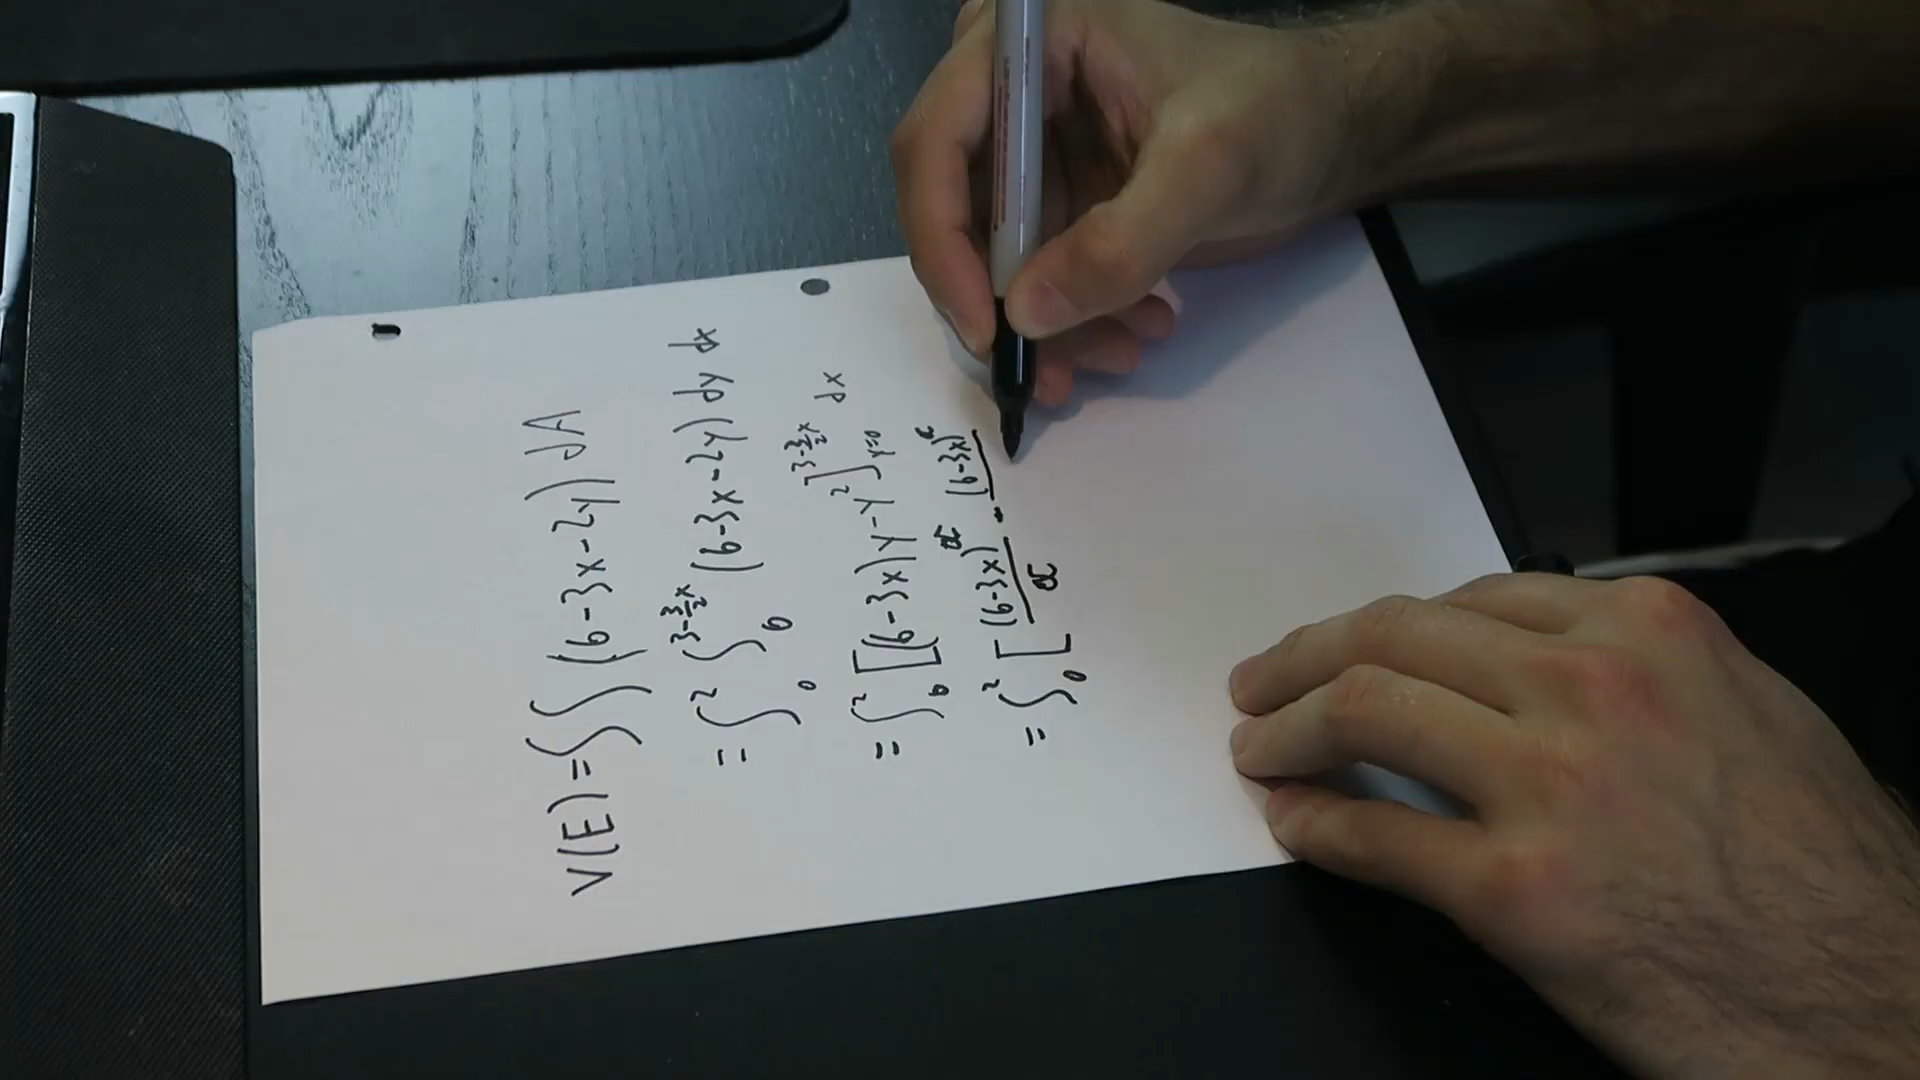 V(E) = ∫∫ (6-3x-2y) dA
= ∫₀² ∫₀^(3-3/2x) (6-3x-2y) dy dx
= ∫₀² [(6-3x)y-y²]_(y=0)^(3-3/2x) dx
= ∫₀² [(6-3x)²/2 - (6-3x)²